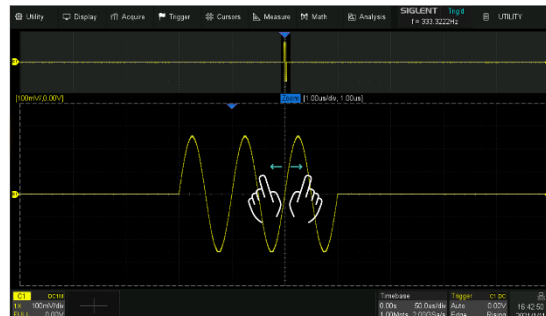 Utility Display Acquire Trigger Cursors Measure Math Analysis SIGLENT Trig'd UTILITY
f = 333.3222Hz
[100mV/,0.00V] Zoom [1.00us/div, 1.00us]
C1 DC1M Timebase Trigger C1 DC
1X 100mV/div 0.00s 50.0us/div Auto 0.00V 16:42:50
FULL 0.00V 1.00Mpts 2.00GSa/s Edge Rising